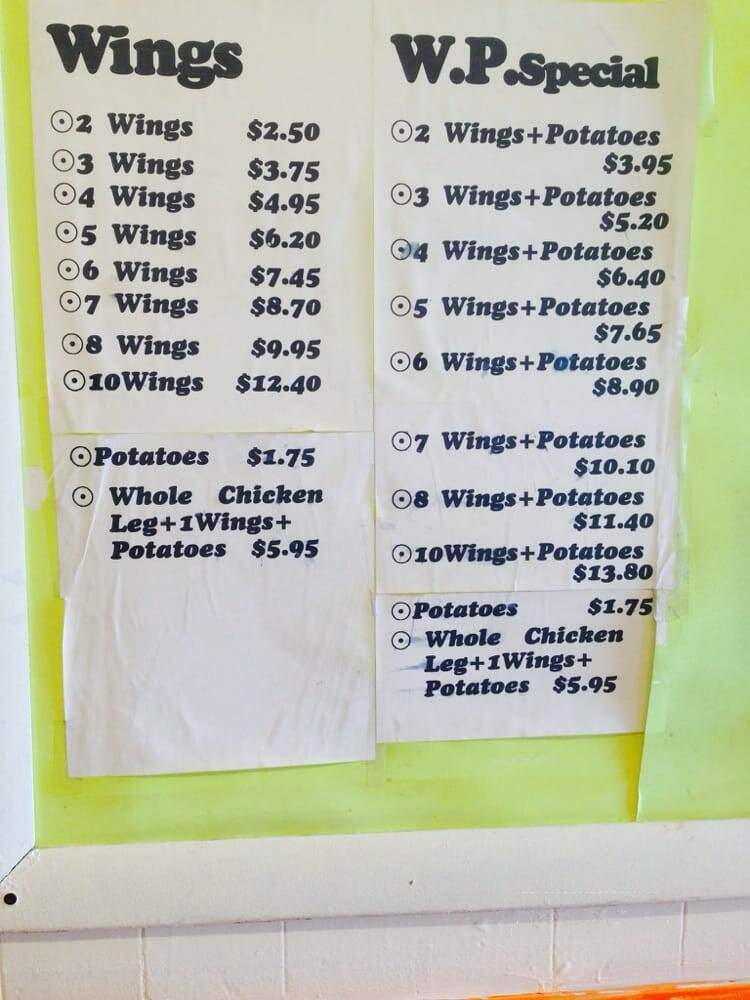 Wings
⊙2 Wings $2.50
⊙3 Wings $3.75
⊙4 Wings $4.95
⊙5 Wings $6.20
⊙6 Wings $7.45
⊙7 Wings $8.70
⊙8 Wings $9.95
⊙10Wings $12.40
⊙Potatoes $1.75
⊙ Whole Chicken
Leg+1Wings+
Potatoes $5.95
W.P.Special
⊙2 Wings+Potatoes
$3.95
⊙3 Wings+Potatoes
$5.20
⊙4 Wings+Potatoes
$6.40
⊙5 Wings+Potatoes
$7.65
⊙6 Wings+Potatoes
$8.90
⊙7 Wings+Potatoes
$10.10
⊙8 Wings+Potatoes
$11.40
⊙10Wings+Potatoes
$13.80
⊙Potatoes $1.75
⊙ Whole Chicken
Leg+1Wings+
Potatoes $5.95